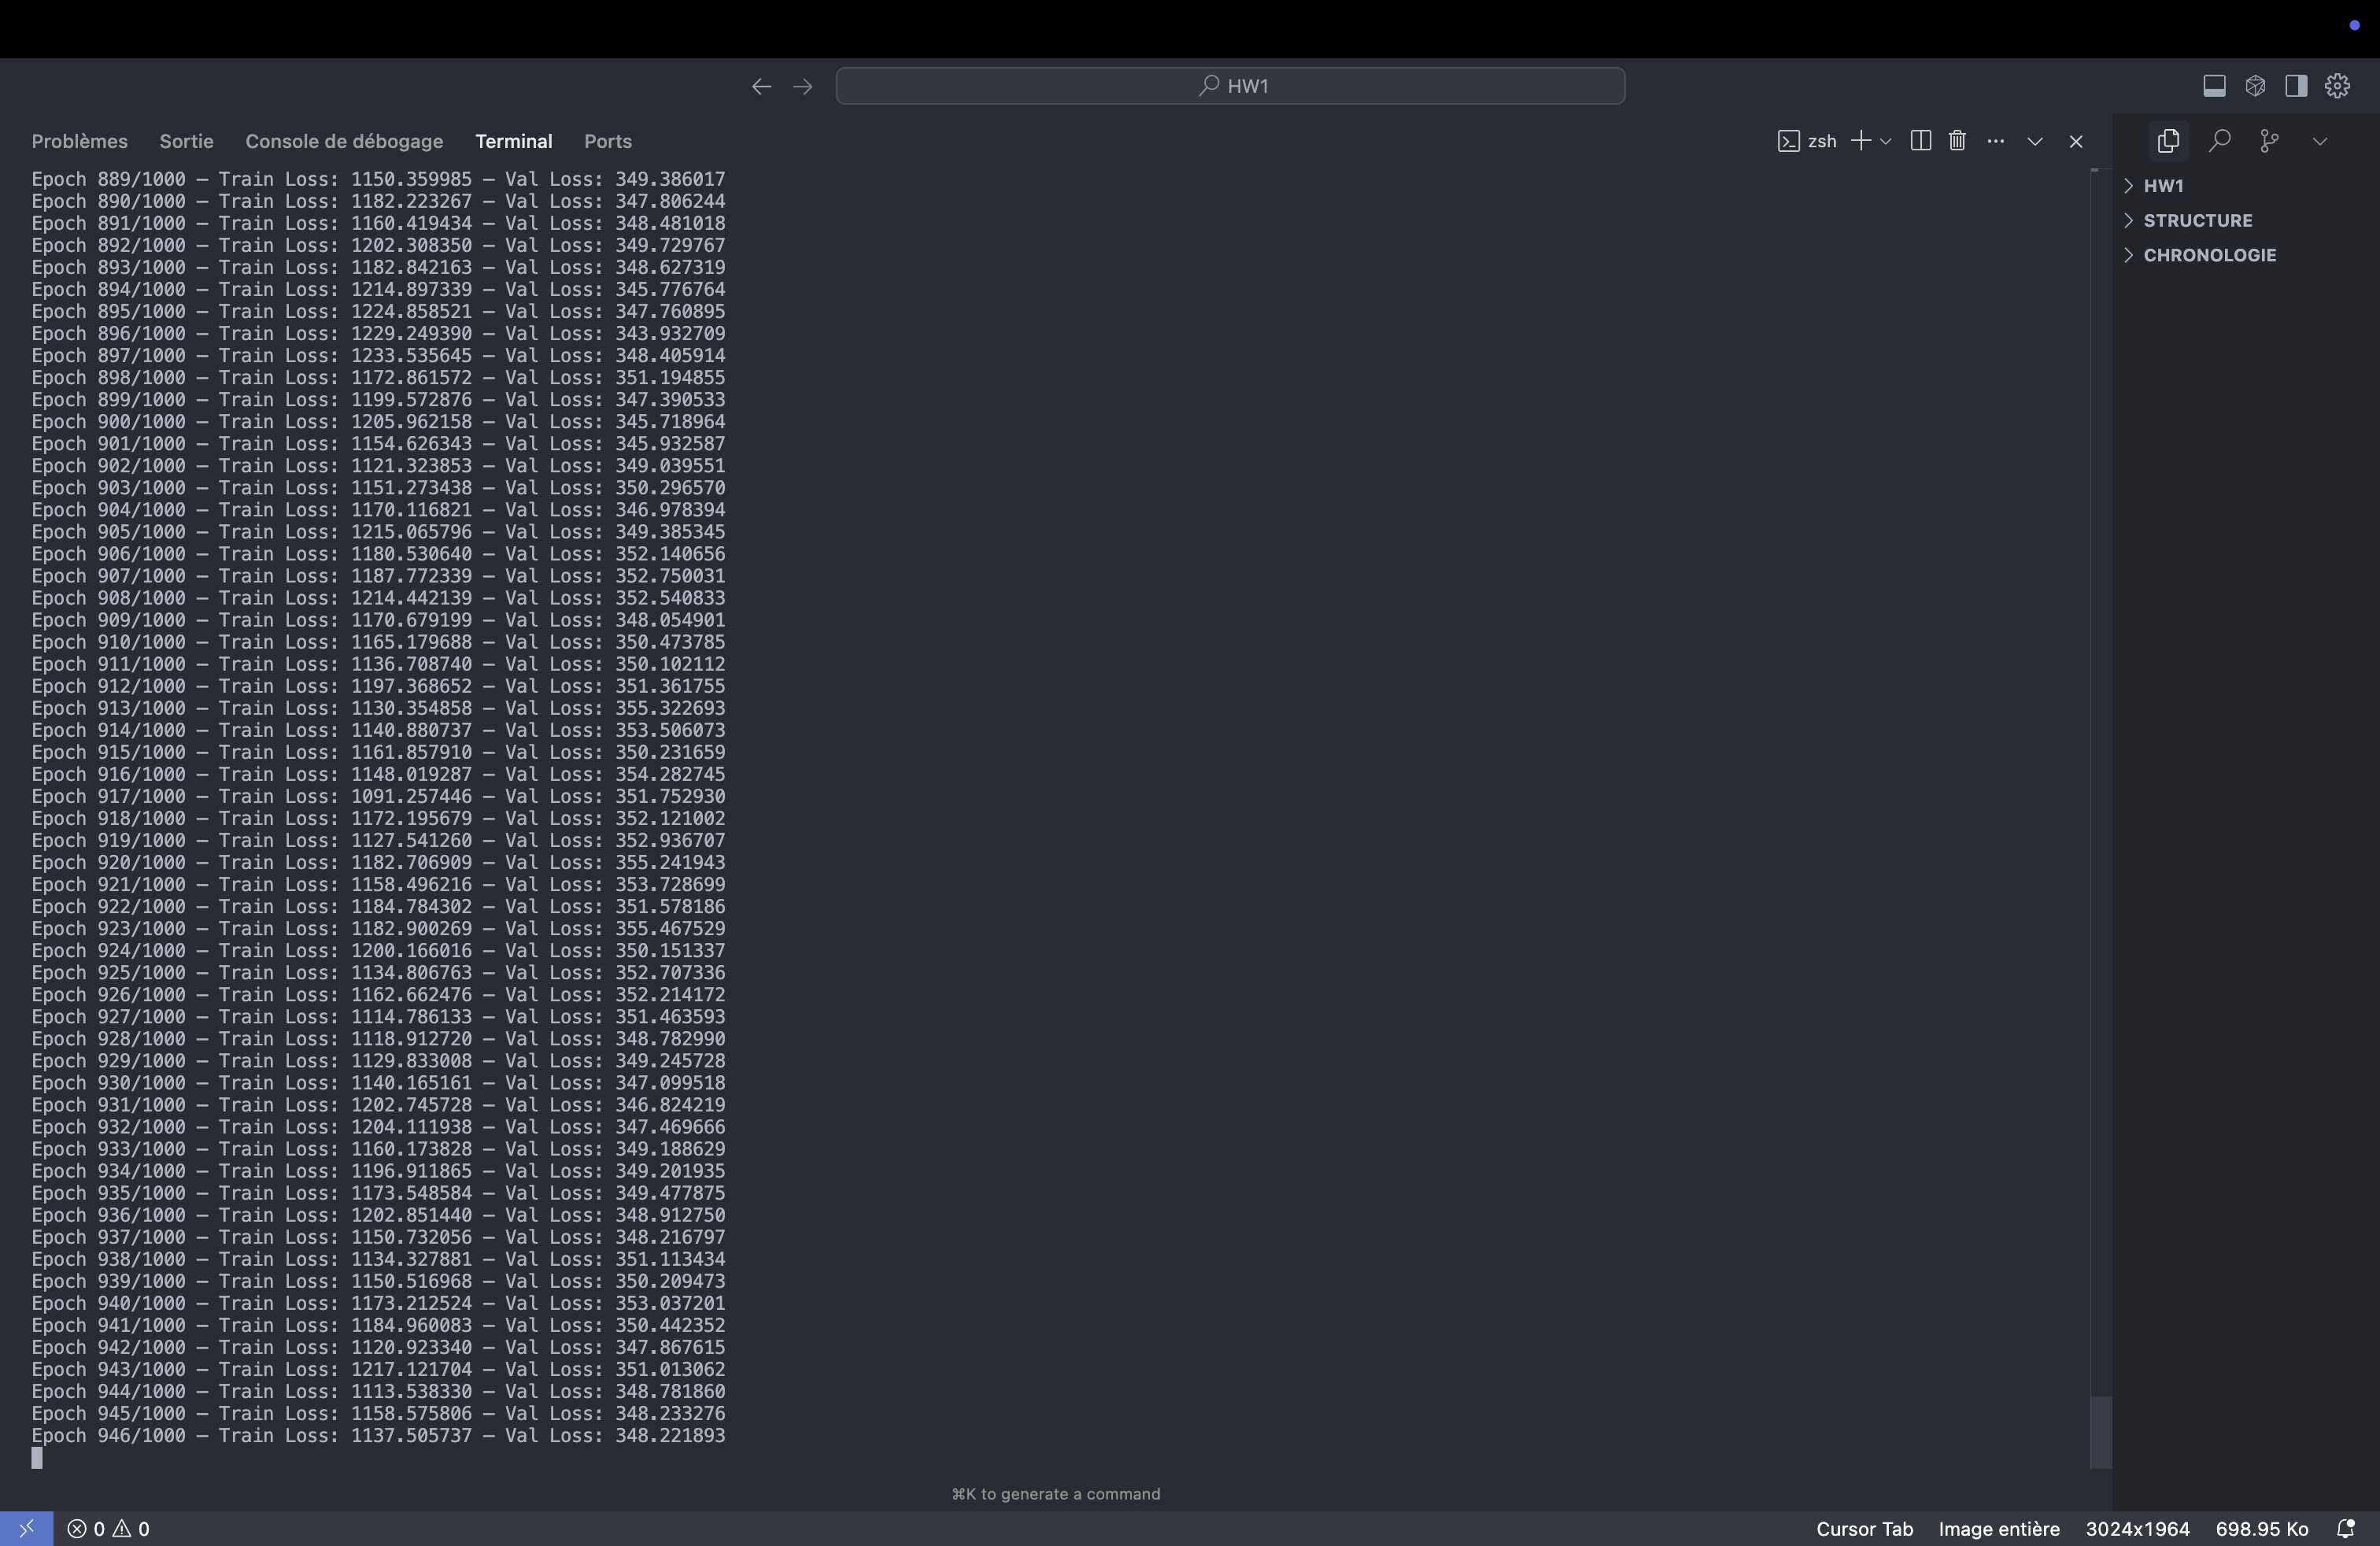 HW1
Problèmes Sortie Console de débogage Terminal Ports
zsh
Epoch 889/1000 — Train Loss: 1150.359985 — Val Loss: 349.386017
Epoch 890/1000 — Train Loss: 1182.223267 — Val Loss: 347.806244
Epoch 891/1000 — Train Loss: 1160.419434 — Val Loss: 348.481018
Epoch 892/1000 — Train Loss: 1202.308350 — Val Loss: 349.729767
Epoch 893/1000 — Train Loss: 1182.842163 — Val Loss: 348.627319
Epoch 894/1000 — Train Loss: 1214.897339 — Val Loss: 345.776764
Epoch 895/1000 — Train Loss: 1224.858521 — Val Loss: 347.760895
Epoch 896/1000 — Train Loss: 1229.249390 — Val Loss: 343.932709
Epoch 897/1000 — Train Loss: 1233.535645 — Val Loss: 348.405914
Epoch 898/1000 — Train Loss: 1172.861572 — Val Loss: 351.194855
Epoch 899/1000 — Train Loss: 1199.572876 — Val Loss: 347.390533
Epoch 900/1000 — Train Loss: 1205.962158 — Val Loss: 345.718964
Epoch 901/1000 — Train Loss: 1154.626343 — Val Loss: 345.932587
Epoch 902/1000 — Train Loss: 1121.323853 — Val Loss: 349.039551
Epoch 903/1000 — Train Loss: 1151.273438 — Val Loss: 350.296570
Epoch 904/1000 — Train Loss: 1170.116821 — Val Loss: 346.978394
Epoch 905/1000 — Train Loss: 1215.065796 — Val Loss: 349.385345
Epoch 906/1000 — Train Loss: 1180.530640 — Val Loss: 352.140656
Epoch 907/1000 — Train Loss: 1187.772339 — Val Loss: 352.750031
Epoch 908/1000 — Train Loss: 1214.442139 — Val Loss: 352.540833
Epoch 909/1000 — Train Loss: 1170.679199 — Val Loss: 348.054901
Epoch 910/1000 — Train Loss: 1165.179688 — Val Loss: 350.473785
Epoch 911/1000 — Train Loss: 1136.708740 — Val Loss: 350.102112
Epoch 912/1000 — Train Loss: 1197.368652 — Val Loss: 351.361755
Epoch 913/1000 — Train Loss: 1130.354858 — Val Loss: 355.322693
Epoch 914/1000 — Train Loss: 1140.880737 — Val Loss: 353.506073
Epoch 915/1000 — Train Loss: 1161.857910 — Val Loss: 350.231659
Epoch 916/1000 — Train Loss: 1148.019287 — Val Loss: 354.282745
Epoch 917/1000 — Train Loss: 1091.257446 — Val Loss: 351.752930
Epoch 918/1000 — Train Loss: 1172.195679 — Val Loss: 352.121002
Epoch 919/1000 — Train Loss: 1127.541260 — Val Loss: 352.936707
Epoch 920/1000 — Train Loss: 1182.706909 — Val Loss: 355.241943
Epoch 921/1000 — Train Loss: 1158.496216 — Val Loss: 353.728699
Epoch 922/1000 — Train Loss: 1184.784302 — Val Loss: 351.578186
Epoch 923/1000 — Train Loss: 1182.900269 — Val Loss: 355.467529
Epoch 924/1000 — Train Loss: 1200.166016 — Val Loss: 350.151337
Epoch 925/1000 — Train Loss: 1134.806763 — Val Loss: 352.707336
Epoch 926/1000 — Train Loss: 1162.662476 — Val Loss: 352.214172
Epoch 927/1000 — Train Loss: 1114.786133 — Val Loss: 351.463593
Epoch 928/1000 — Train Loss: 1118.912720 — Val Loss: 348.782990
Epoch 929/1000 — Train Loss: 1129.833008 — Val Loss: 349.245728
Epoch 930/1000 — Train Loss: 1140.165161 — Val Loss: 347.099518
Epoch 931/1000 — Train Loss: 1202.745728 — Val Loss: 346.824219
Epoch 932/1000 — Train Loss: 1204.111938 — Val Loss: 347.469666
Epoch 933/1000 — Train Loss: 1160.173828 — Val Loss: 349.188629
Epoch 934/1000 — Train Loss: 1196.911865 — Val Loss: 349.201935
Epoch 935/1000 — Train Loss: 1173.548584 — Val Loss: 349.477875
Epoch 936/1000 — Train Loss: 1202.851440 — Val Loss: 348.912750
Epoch 937/1000 — Train Loss: 1150.732056 — Val Loss: 348.216797
Epoch 938/1000 — Train Loss: 1134.327881 — Val Loss: 351.113434
Epoch 939/1000 — Train Loss: 1150.516968 — Val Loss: 350.209473
Epoch 940/1000 — Train Loss: 1173.212524 — Val Loss: 353.037201
Epoch 941/1000 — Train Loss: 1184.960083 — Val Loss: 350.442352
Epoch 942/1000 — Train Loss: 1120.923340 — Val Loss: 347.867615
Epoch 943/1000 — Train Loss: 1217.121704 — Val Loss: 351.013062
Epoch 944/1000 — Train Loss: 1113.538330 — Val Loss: 348.781860
Epoch 945/1000 — Train Loss: 1158.575806 — Val Loss: 348.233276
Epoch 946/1000 — Train Loss: 1137.505737 — Val Loss: 348.221893
⌘K to generate a command
HW1
STRUCTURE
CHRONOLOGIE
0 0
Cursor Tab Image entière 3024x1964 698.95 Ko